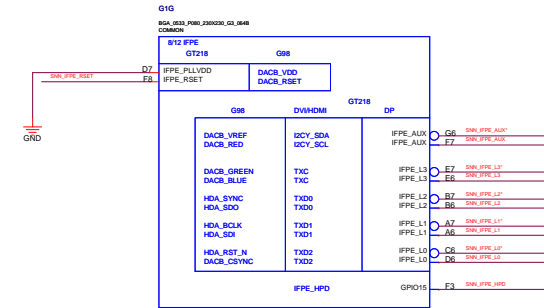 G1G
BGA_0533_P080_230X230_G3_064B
COMMON
8/12 IFPE
GT218 G98
D7 IFPE_PLLVDD DACB_VDD
SNN_IFPE_RSET F8 IFPE_RSET DACB_RSET
GND
GT218
G98 DVI/HDMI DP
DACB_VREF I2CY_SDA IFPE_AUX G6 SNN_IFPE_AUX*
DACB_RED I2CY_SCL IFPE_AUX F7 SNN_IFPE_AUX
DACB_GREEN TXC IFPE_L3 E7 SNN_IFPE_L3*
DACB_BLUE TXC IFPE_L3 E6 SNN_IFPE_L3
HDA_SYNC TXD0 IFPE_L2 B7 SNN_IFPE_L2*
HDA_SDO TXD0 IFPE_L2 B6 SNN_IFPE_L2
HDA_BCLK TXD1 IFPE_L1 A7 SNN_IFPE_L1*
HDA_SDI TXD1 IFPE_L1 A6 SNN_IFPE_L1
HDA_RST_N TXD2 IFPE_L0 C6 SNN_IFPE_L0*
DACB_CSYNC TXD2 IFPE_L0 D6 SNN_IFPE_L0
IFPE_HPD GPIO15 F3 SNN_IFPE_HPD